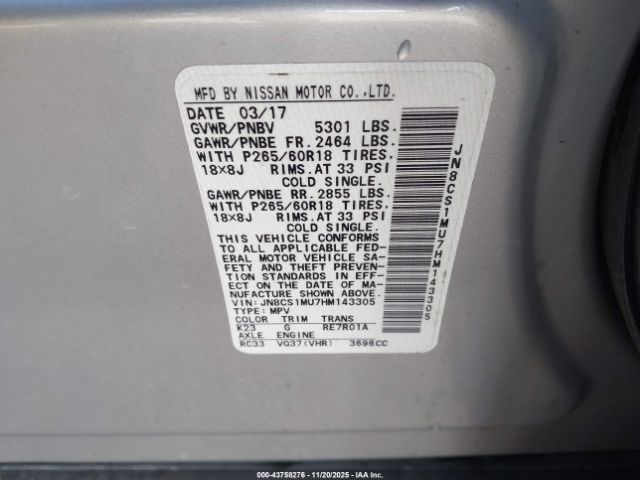 MFD BY NISSAN MOTOR CO.,LTD.
DATE 03/17
GVWR/PNBV 5301 LBS.
GAWR/PNBE FR. 2464 LBS.
WITH P265/60R18 TIRES.
18×8J RIMS.AT 33 PSI
COLD SINGLE.
GAWR/PNBE RR. 2855 LBS.
WITH P265/60R18 TIRES.
18×8J RIMS.AT 33 PSI
COLD SINGLE.
THIS VEHICLE CONFORMS
TO ALL APPLICABLE FED-
ERAL MOTOR VEHICLE SA-
FETY AND THEFT PREVEN-
TION STANDARDS IN EFF-
ECT ON THE DATE OF MA-
NUFACTURE SHOWN ABOVE.
VIN: JN8CS1MU7HM143305
TYPE: MPV
COLOR TRIM TRANS
K23 G RE7R01A
AXLE ENGINE
RC33 VQ37(VHR) 3696CC
JN8CS1MU7HM143305
000-43758276 - 11/20/2025 - IAAI.COM